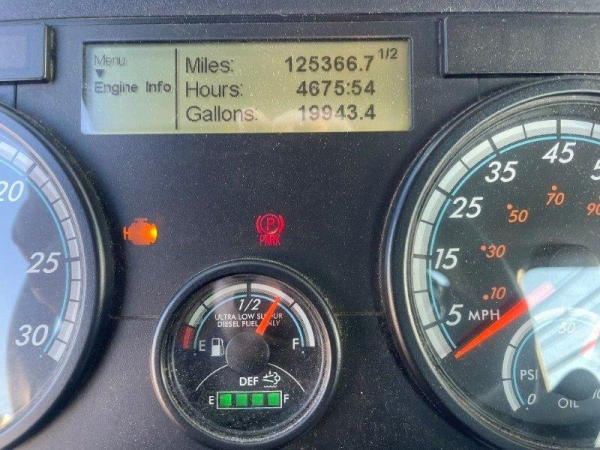 Menu
Engine Info
Miles: 125366.7 1/2
Hours: 4675:54
Gallons: 19943.4
20
25
30
PARK
1/2
ULTRA LOW SULFUR
DIESEL FUEL ONLY
E F
DEF
E F
5 MPH
15
25
35
45
10
30
50
70
90
PSI
0
50
OIL